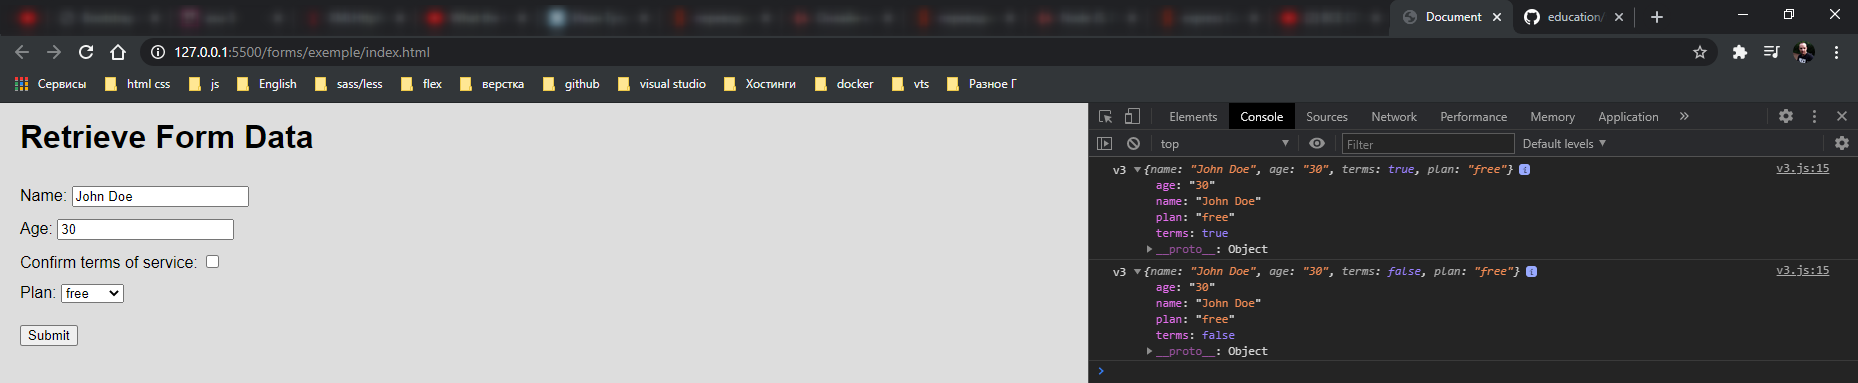 Document
education/
127.0.0.1:5500/forms/exemple/index.html
Сервисы html css js English sass/less flex верстка github visual studio Хостинги docker vts Разное Г
Retrieve Form Data
Name: John Doe
Age: 30
Confirm terms of service:
Plan: free
Submit
Elements Console Sources Network Performance Memory Application »
top Filter Default levels
v3 {name: "John Doe", age: "30", terms: true, plan: "free"} i v3.js:15
age: "30"
name: "John Doe"
plan: "free"
terms: true
__proto__: Object
v3 {name: "John Doe", age: "30", terms: false, plan: "free"} i v3.js:15
age: "30"
name: "John Doe"
plan: "free"
terms: false
__proto__: Object
>